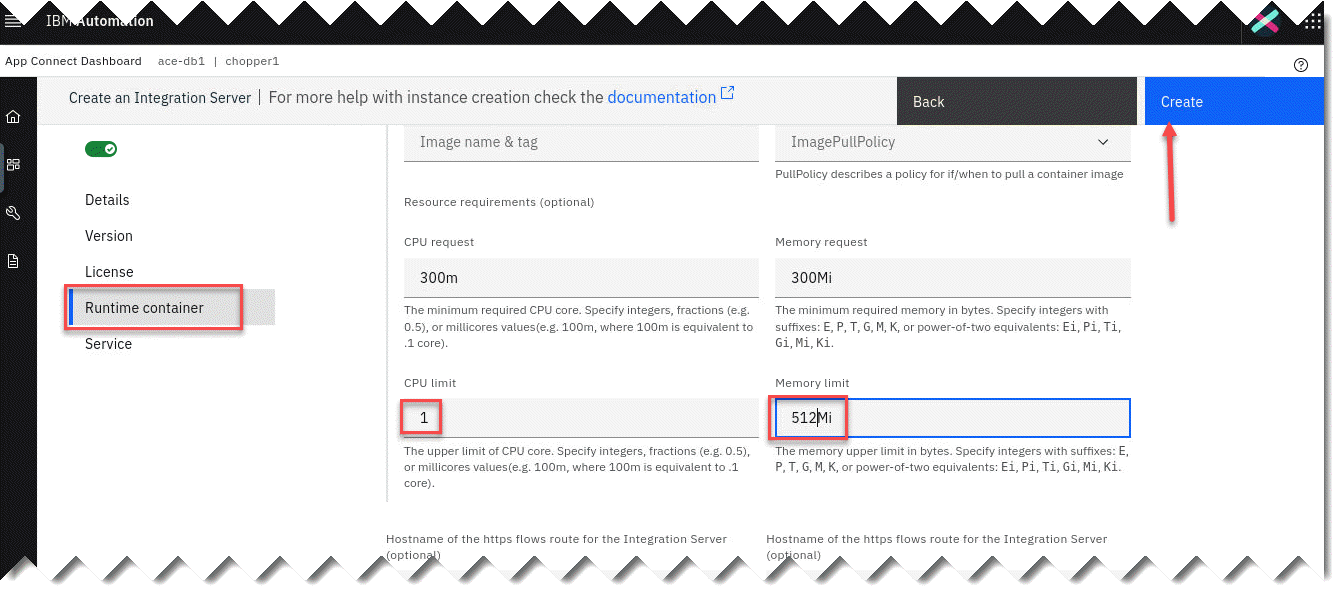 IBM Automation
App Connect Dashboard ace-db1 | chopper1
Create an Integration Server | For more help with instance creation check the documentation
Back
Create
Details
Version
License
Runtime container
Service
Image name & tag
ImagePullPolicy
PullPolicy describes a policy for if/when to pull a container image
Resource requirements (optional)
CPU request
300m
The minimum required CPU core. Specify integers, fractions (e.g.
0.5), or millicores values(e.g. 100m, where 100m is equivalent to
.1 core).
Memory request
300Mi
The minimum required memory in bytes. Specify integers with
suffixes: E, P, T, G, M, K, or power-of-two equivalents: Ei, Pi, Ti,
Gi, Mi, Ki.
CPU limit
1
The upper limit of CPU core. Specify integers, fractions (e.g. 0.5),
or millicores values(e.g. 100m, where 100m is equivalent to .1
core).
Memory limit
512Mi
The memory upper limit in bytes. Specify integers with suffixes: E,
P, T, G, M, K, or power-of-two equivalents: Ei, Pi, Ti, Gi, Mi, Ki.
Hostname of the https flows route for the Integration Server
(optional)
Hostname of the https flows route for the Integration Server
(optional)